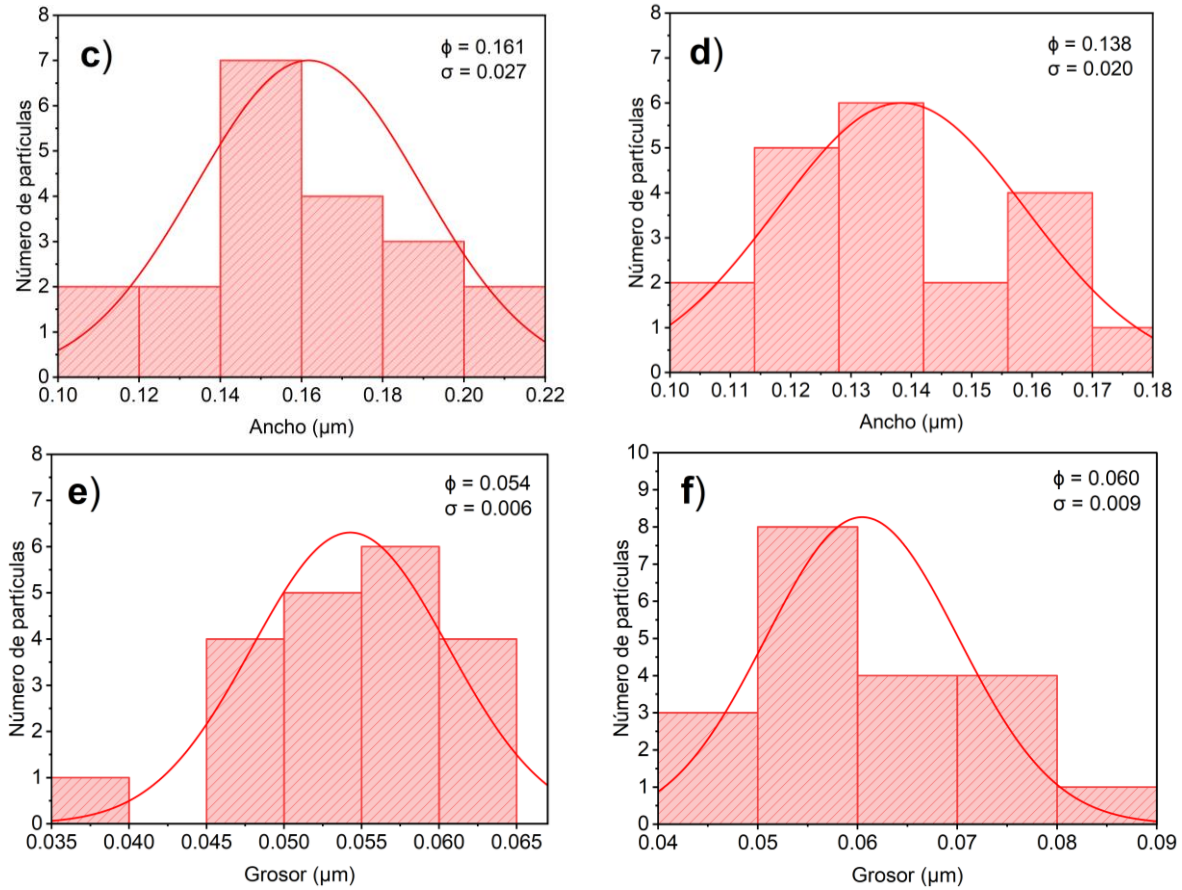 c)
ϕ = 0.161
σ = 0.027
Número de partículas
8
7
6
5
4
3
2
1
0
0.10 0.12 0.14 0.16 0.18 0.20 0.22
Ancho (µm)
d)
ϕ = 0.138
σ = 0.020
Número de partículas
8
7
6
5
4
3
2
1
0
0.10 0.11 0.12 0.13 0.14 0.15 0.16 0.17 0.18
Ancho (µm)
e)
ϕ = 0.054
σ = 0.006
Número de partículas
8
7
6
5
4
3
2
1
0
0.035 0.040 0.045 0.050 0.055 0.060 0.065
Grosor (µm)
f)
ϕ = 0.060
σ = 0.009
Número de partículas
10
9
8
7
6
5
4
3
2
1
0
0.04 0.05 0.06 0.07 0.08 0.09
Grosor (µm)